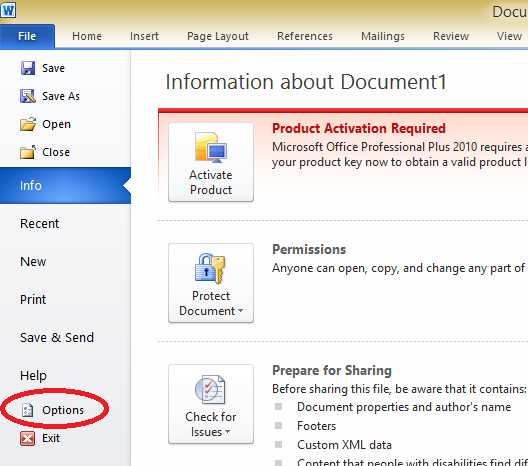 W
Docu
File Home Insert Page Layout References Mailings Review View
Save
Save As
Open
Close
Info
Recent
New
Print
Save & Send
Help
Options
Exit
Information about Document1
Activate
Product
Product Activation Required
Microsoft Office Professional Plus 2010 requires
your product key now to obtain a valid product
Protect
Document
Permissions
Anyone can open, copy, and change any part of
Check for
Issues
Prepare for Sharing
Before sharing this file, be aware that it contains:
Document properties and author's name
Footers
Custom XML data
Content that people with disabilities find